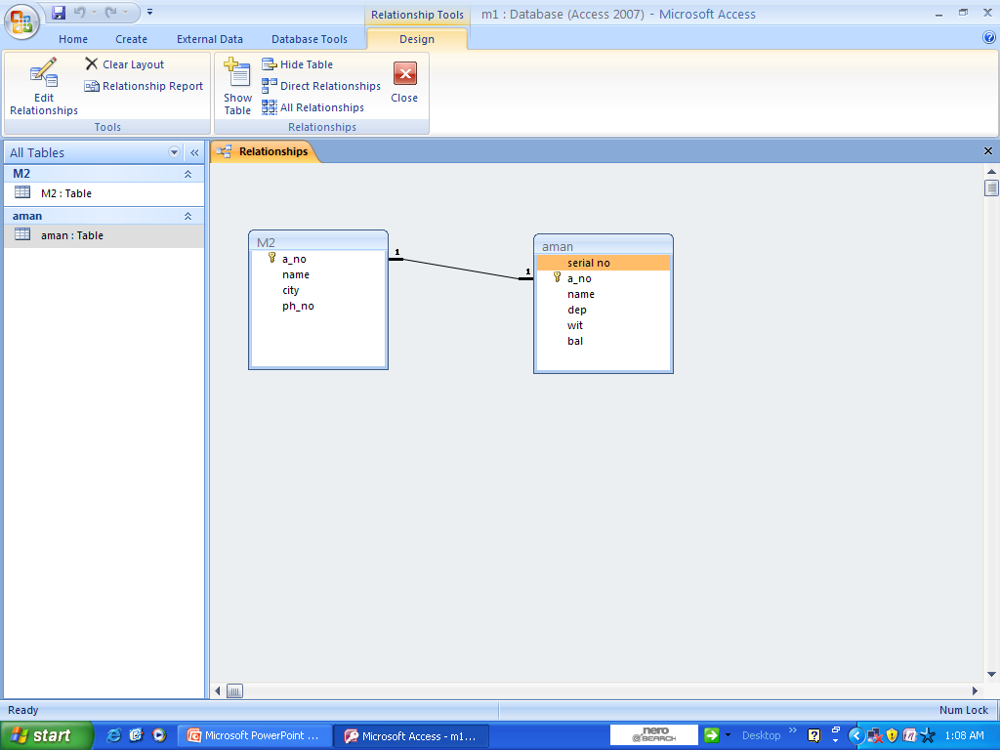 Relationship Tools
m1 : Database (Access 2007) - Microsoft Access
Home Create External Data Database Tools Design
Edit
Relationships
Clear Layout
Relationship Report
Tools
Show
Table
Hide Table
Direct Relationships
All Relationships
Close
Relationships
All Tables
«
M2
M2 : Table
aman
aman : Table
Relationships
M2
a_no
name
city
ph_no
1
1
aman
serial no
a_no
name
dep
wit
bal
Ready
Num Lock
start
Microsoft PowerPoint ...
Microsoft Access - m1...
nero
SEARCH
Desktop
»
1:08 AM